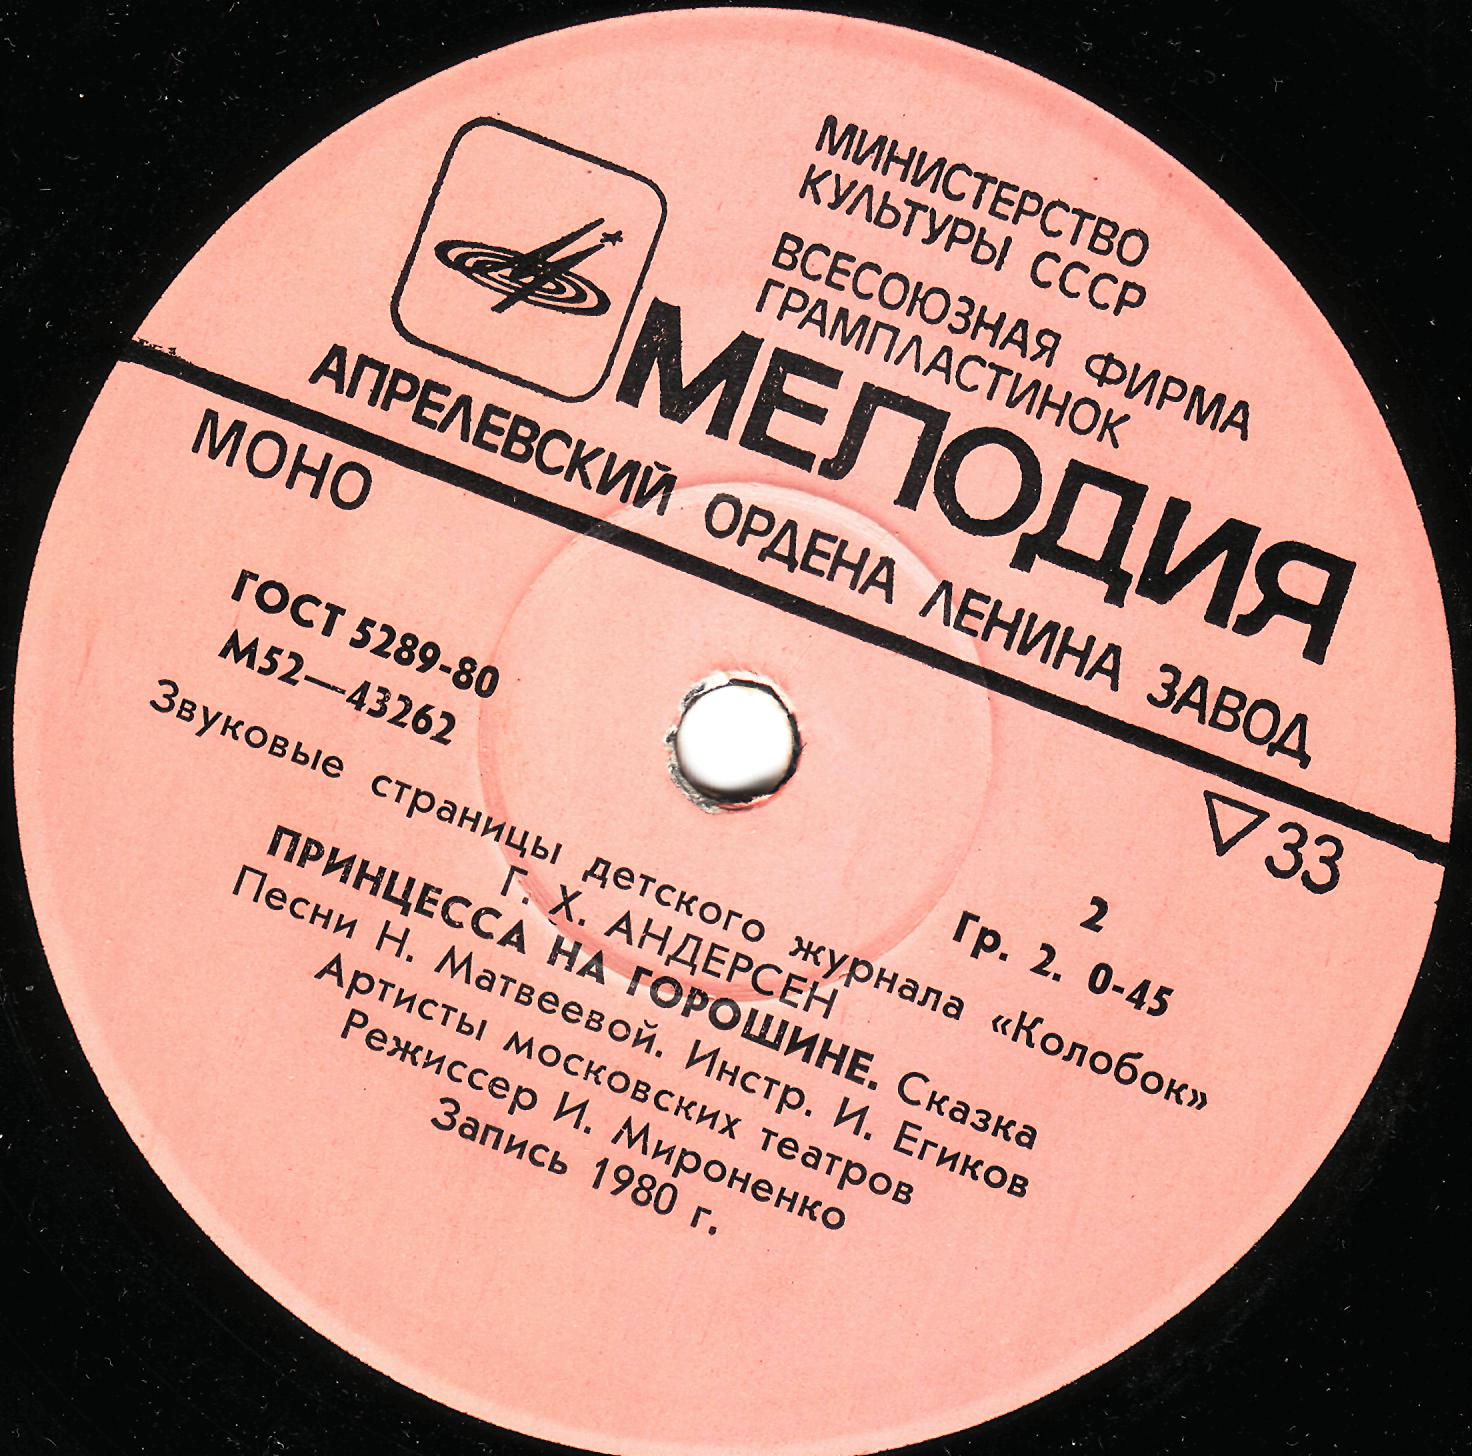 МИНИСТЕРСТВО
КУЛЬТУРЫ СССР
ВСЕСОЮЗНАЯ ФИРМА
ГРАМПЛАСТИНОК
МЕЛОДИЯ
АПРЕЛЕВСКИЙ ОРДЕНА ЛЕНИНА ЗАВОД
МОНО
▽33
ГОСТ 5289-80
2
М52—43262
Гр. 2. 0-45
Звуковые страницы детского журнала «Колобок»
Г. Х. АНДЕРСЕН
ПРИНЦЕССА НА ГОРОШИНЕ. Сказка
Песни Н. Матвеевой. Инстр. И. Егиков
Артисты московских театров
Режиссер И. Мироненко
Запись 1980 г.